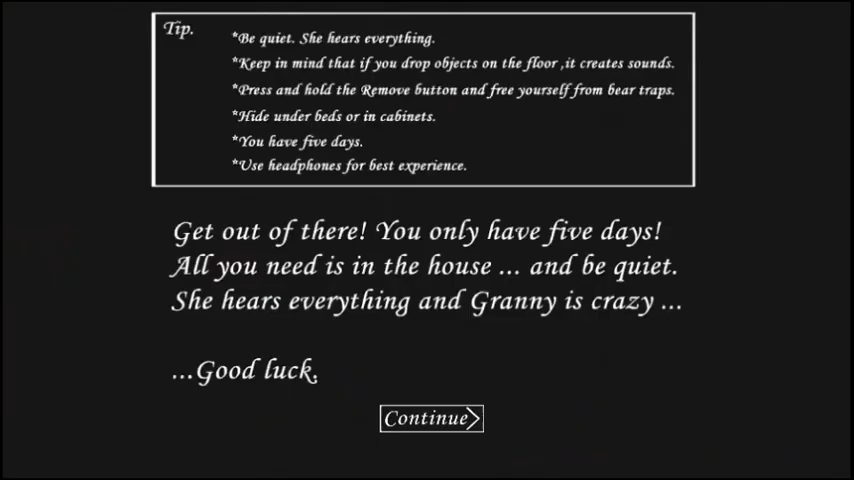 Tip.
*Be quiet. She hears everything.
*Keep in mind that if you drop objects on the floor ,it creates sounds.
*Press and hold the Remove button and free yourself from bear traps.
*Hide under beds or in cabinets.
*You have five days.
*Use headphones for best experience.
Get out of there! You only have five days!
All you need is in the house ... and be quiet.
She hears everything and Granny is crazy ...
...Good luck.
Continue>